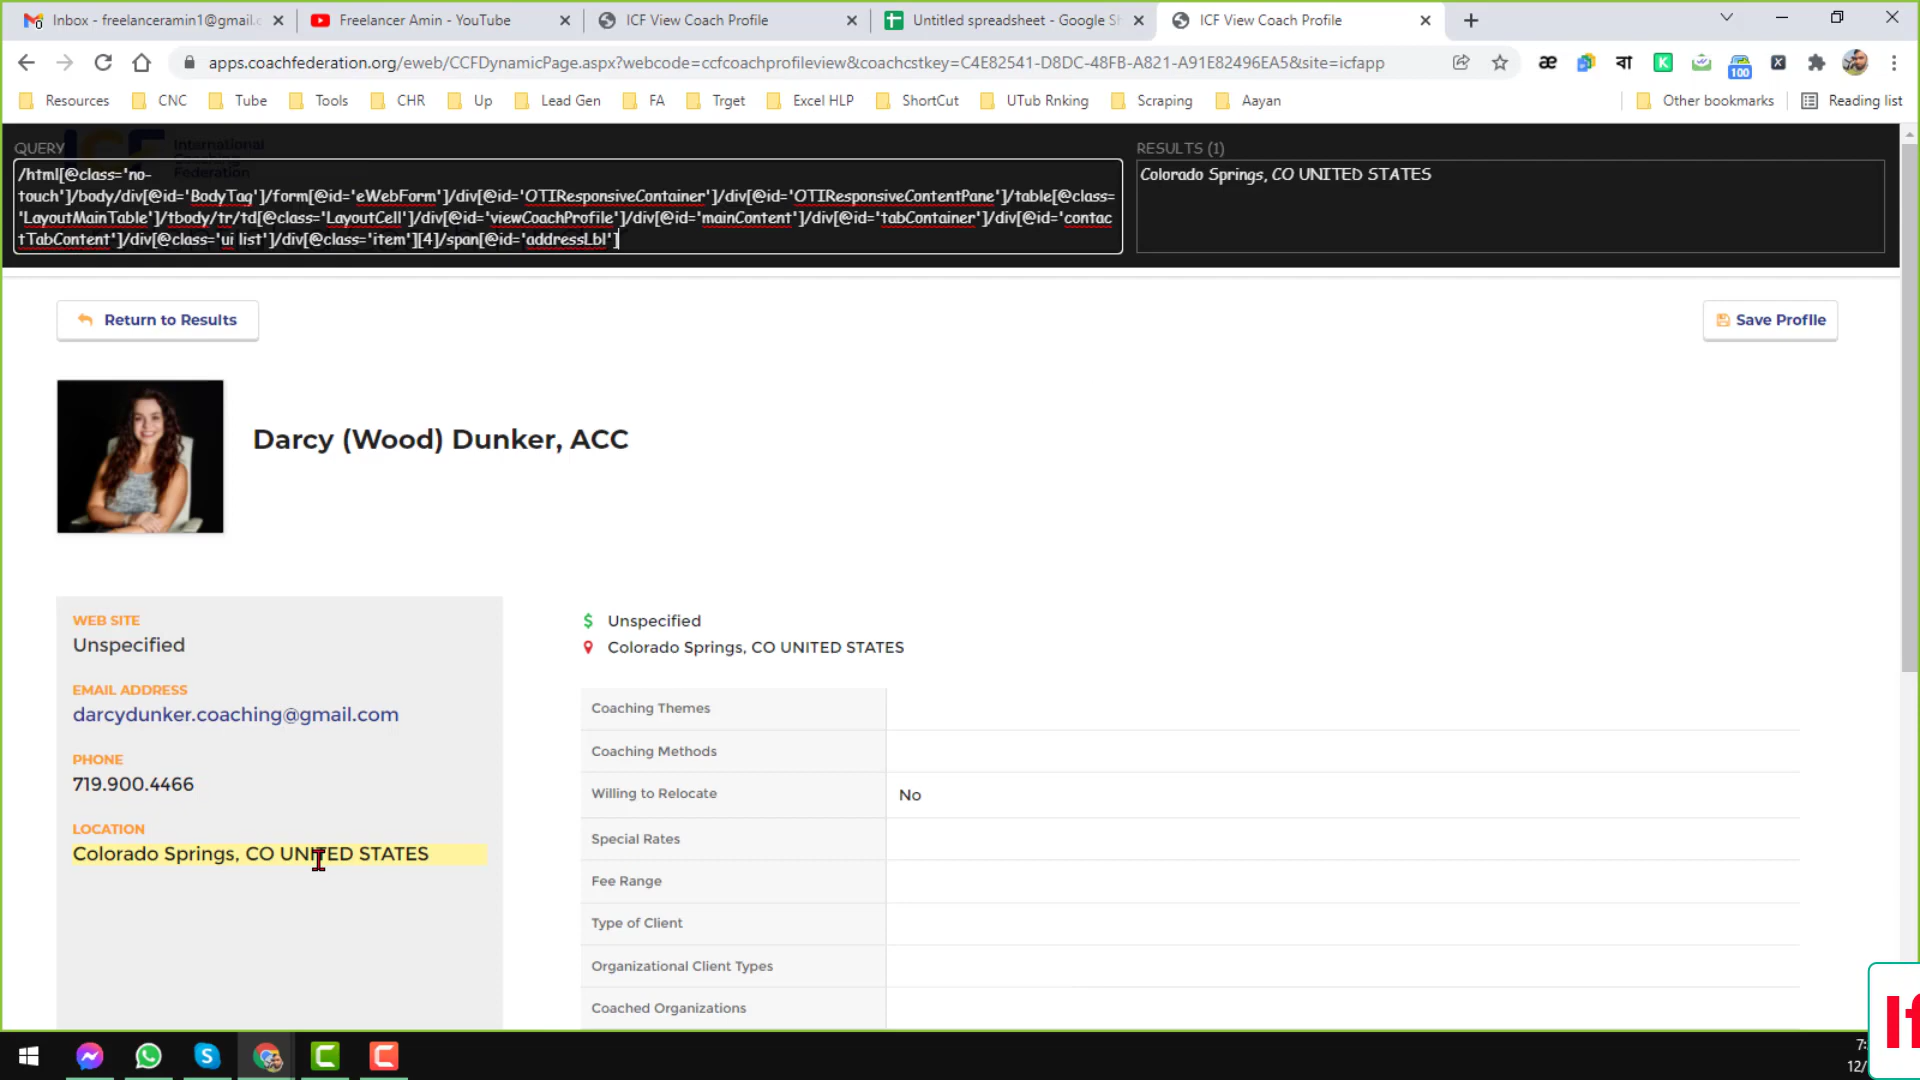 Inbox - freelanceramin1@gmail.c
Freelancer Amin - YouTube
ICF View Coach Profile
Untitled spreadsheet - Google Sh
ICF View Coach Profile
apps.coachfederation.org/eweb/CCFDynamicPage.aspx?webcode=ccfcoachprofileview&coachcstkey=C4E82541-D8DC-48FB-A821-A91E82496EA5&site=icfapp
æ
বা
K
100
X
Resources
CNC
Tube
Tools
CHR
Up
Lead Gen
FA
Trget
Excel HLP
ShortCut
UTub Rnking
Scraping
Aayan
Other bookmarks
Reading list
International
Coaching
Federation
QUERY
/html[@class='no-
touch']/body/div[@id='BodyTag']/form[@id='eWebForm']/div[@id='OTIResponsiveContainer']/div[@id='OTIResponsiveContentPane']/table[@class=
'LayoutMainTable']/tbody/tr/td[@class='LayoutCell']/div[@id='viewCoachProfile']/div[@id='mainContent']/div[@id='tabContainer']/div[@id='contac
tTabContent']/div[@class='ui list']/div[@class='item'][4]/span[@id='addressLbl']
RESULTS (1)
Colorado Springs, CO UNITED STATES
Return to Results
Save Profile
Darcy (Wood) Dunker, ACC
WEB SITE
Unspecified
EMAIL ADDRESS
darcydunker.coaching@gmail.com
PHONE
719.900.4466
LOCATION
Colorado Springs, CO UNITED STATES
$ Unspecified
Colorado Springs, CO UNITED STATES
Coaching Themes
Coaching Methods
Willing to Relocate
No
Special Rates
Fee Range
Type of Client
Organizational Client Types
Coached Organizations
If
7:
12/